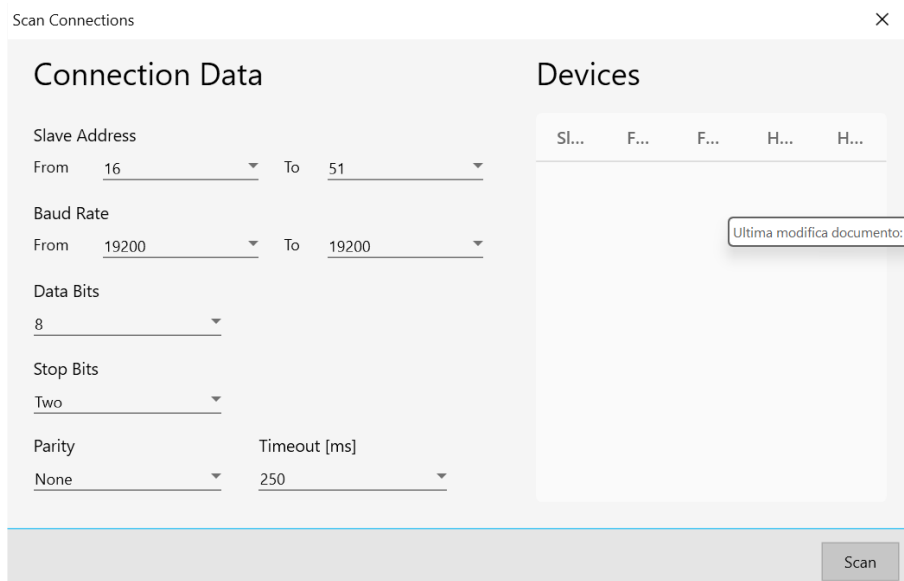 Scan Connections
Connection Data
Slave Address
From 16 To 51
Baud Rate
From 19200 To 19200
Data Bits
8
Stop Bits
Two
Parity Timeout [ms]
None 250
Devices
Sl... F... F... H... H...
Ultima modifica documento:
Scan